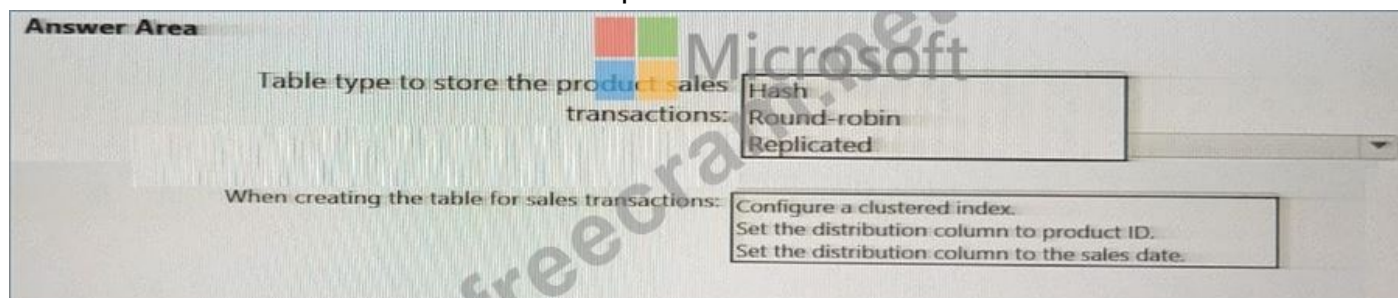 Answer Area
Microsoft
Table type to store the product sales
transactions:
Hash
Round-robin
Replicated
When creating the table for sales transactions:
Configure a clustered index.
Set the distribution column to product ID.
Set the distribution column to the sales date.
freecram.net